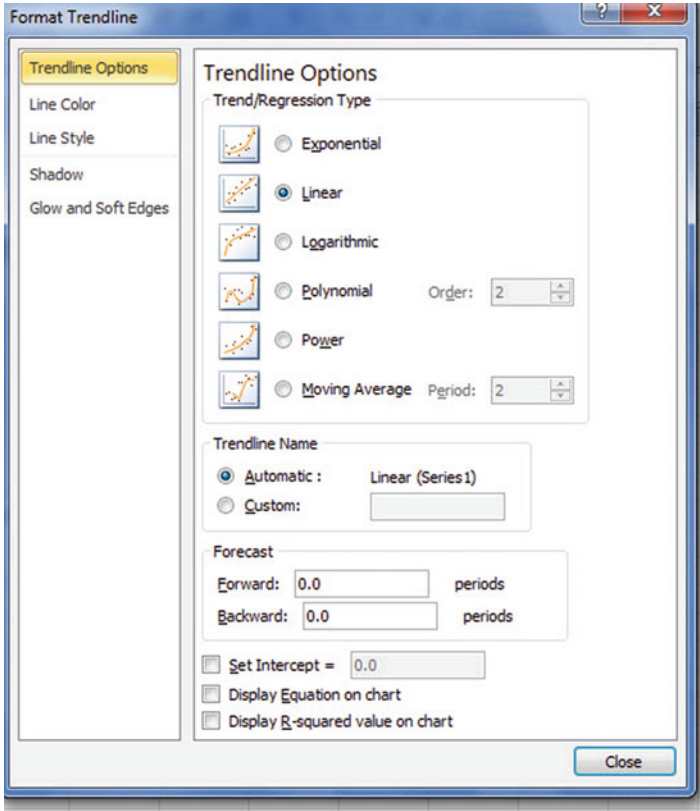 Format Trendline
?
Trendline Options
Line Color
Line Style
Shadow
Glow and Soft Edges
Trendline Options
Trend/Regression Type
Exponential
Linear
Logarithmic
Polynomial Order: 2
Power
Moving Average Period: 2
Trendline Name
Automatic : Linear (Series1)
Custom:
Forecast
Forward: 0.0 periods
Backward: 0.0 periods
Set Intercept = 0.0
Display Equation on chart
Display R-squared value on chart
Close